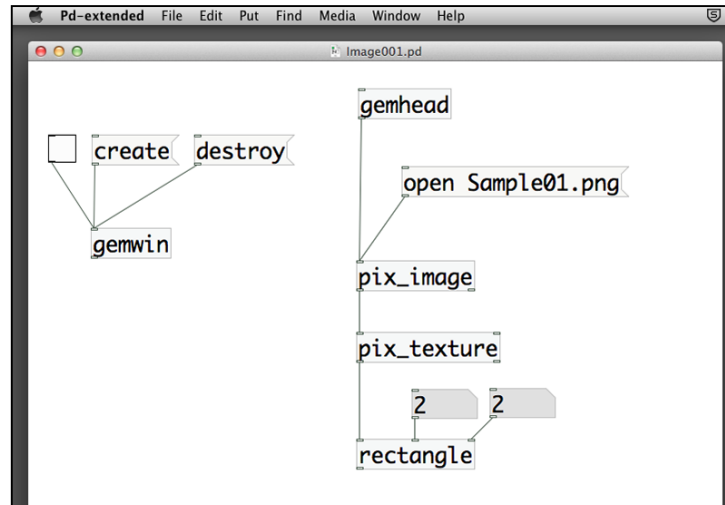 Pd-extended File Edit Put Find Media Window Help
Image001.pd
gemhead
create destroy
open Sample01.png
gemwin
pix_image
pix_texture
2 2
rectangle